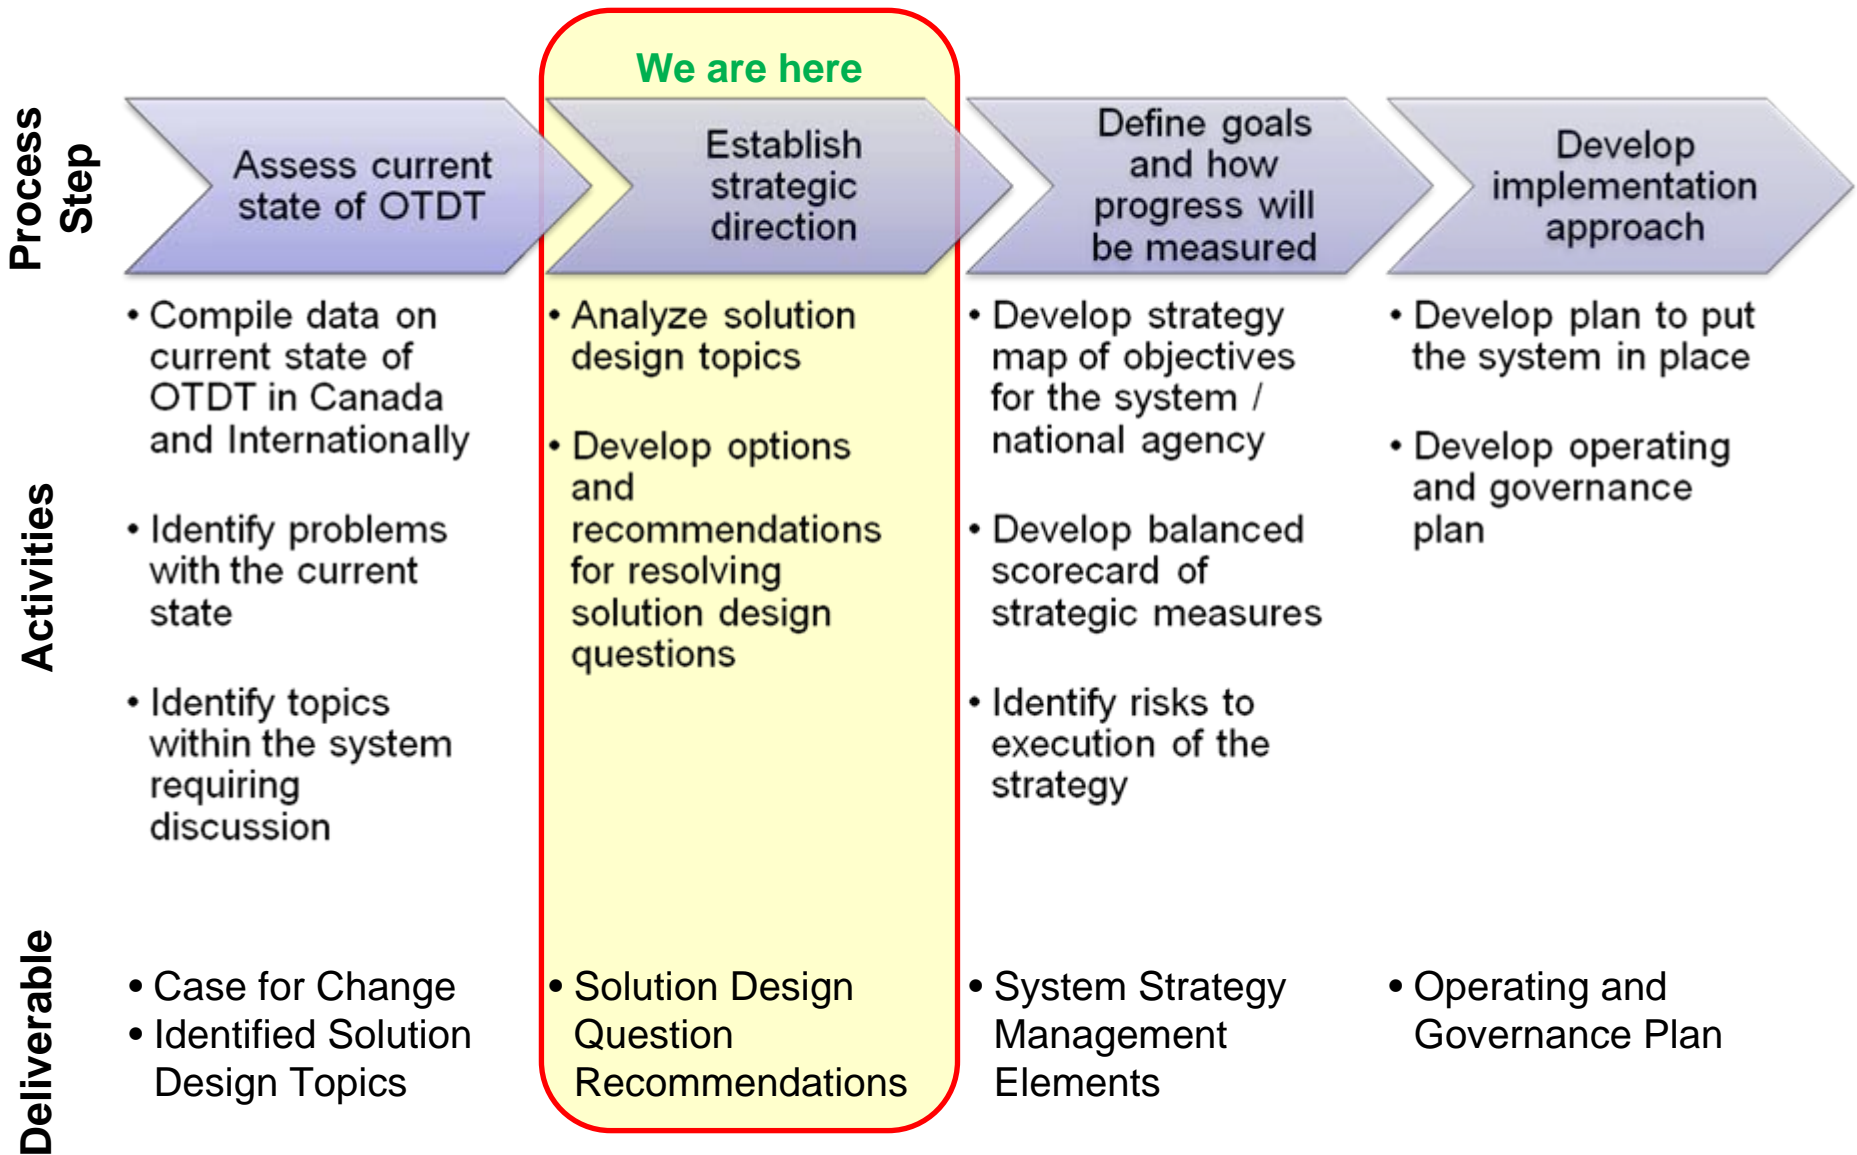 We are here
Process
Step
Assess current
state of OTDT
Establish
strategic
direction
Define goals
and how
progress will
be measured
Develop
implementation
approach
Activities
• Compile data on
current state of
OTDT in Canada
and Internationally
• Identify problems
with the current
state
• Identify topics
within the system
requiring
discussion
• Analyze solution
design topics
• Develop options
and
recommendations
for resolving
solution design
questions
• Develop strategy
map of objectives
for the system /
national agency
• Develop balanced
scorecard of
strategic measures
• Identify risks to
execution of the
strategy
• Develop plan to put
the system in place
• Develop operating
and governance
plan
Deliverable
• Case for Change
• Identified Solution
Design Topics
• Solution Design
Question
Recommendations
• System Strategy
Management
Elements
• Operating and
Governance Plan